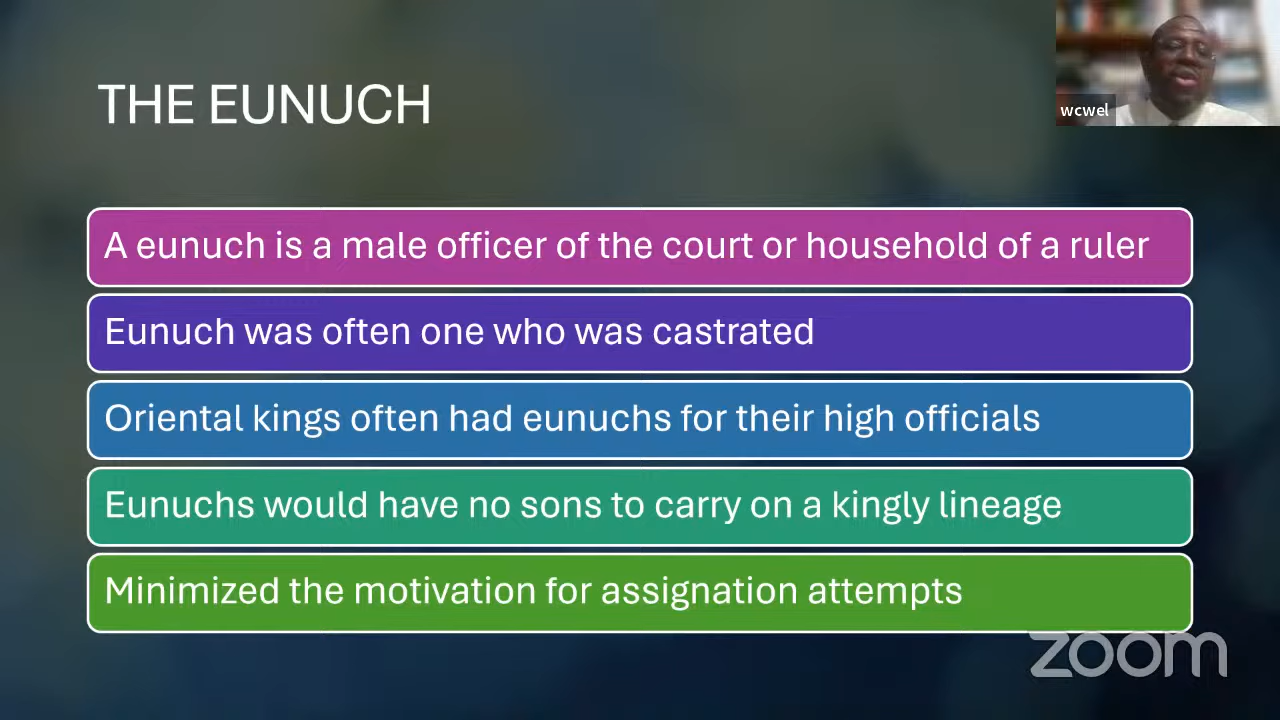 THE EUNUCH
wcwel
A eunuch is a male officer of the court or household of a ruler
Eunuch was often one who was castrated
Oriental kings often had eunuchs for their high officials
Eunuchs would have no sons to carry on a kingly lineage
Minimized the motivation for assignation attempts
zoom